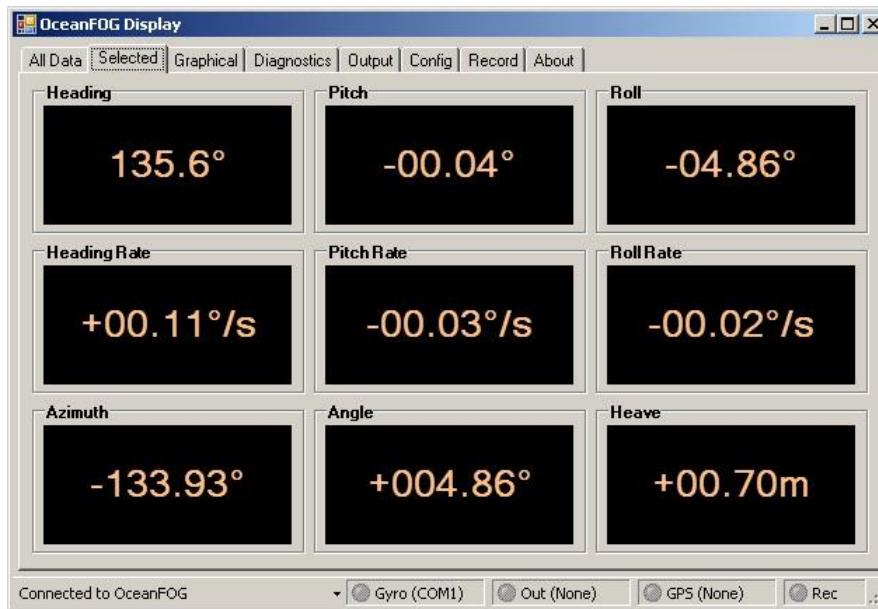 OceanFOG Display
All Data Selected Graphical Diagnostics Output Config Record About
Heading Pitch Roll
135.6° -00.04° -04.86°
Heading Rate Pitch Rate Roll Rate
+00.11°/s -00.03°/s -00.02°/s
Azimuth Angle Heave
-133.93° +004.86° +00.70m
Connected to OceanFOG Gyro (COM1) Out (None) GPS (None) Rec